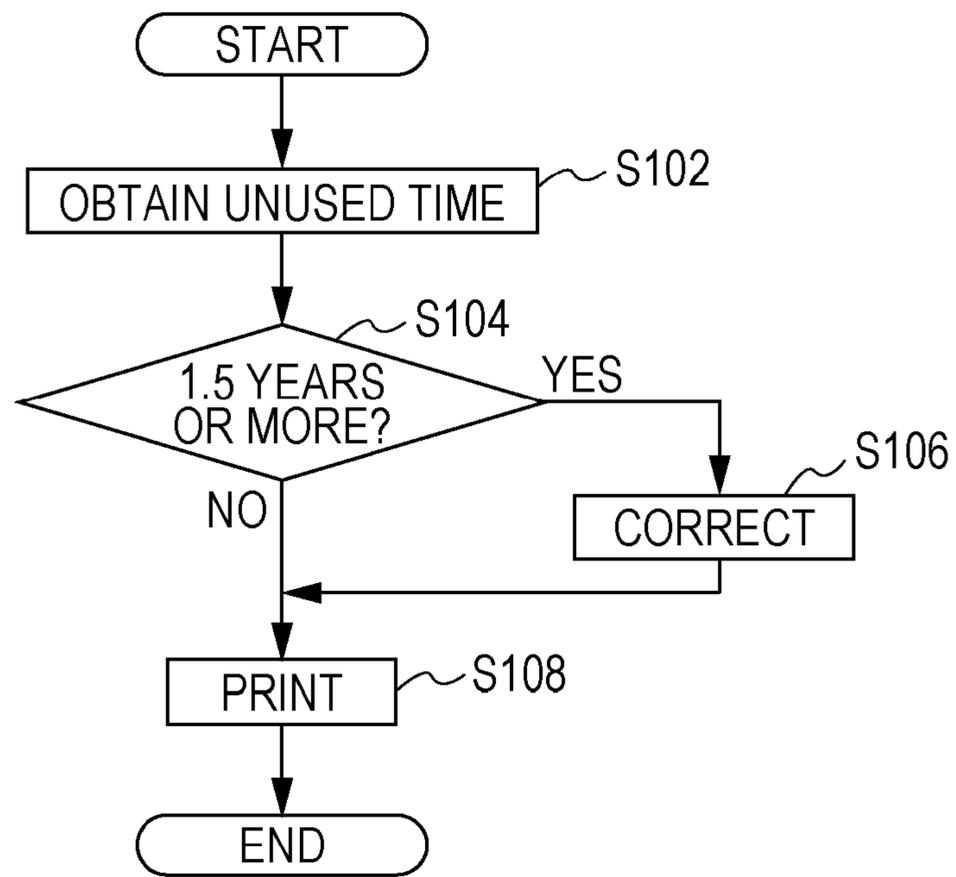 START
S102
OBTAIN UNUSED TIME
S104
1.5 YEARS
OR MORE?
YES
NO
S106
CORRECT
S108
PRINT
END